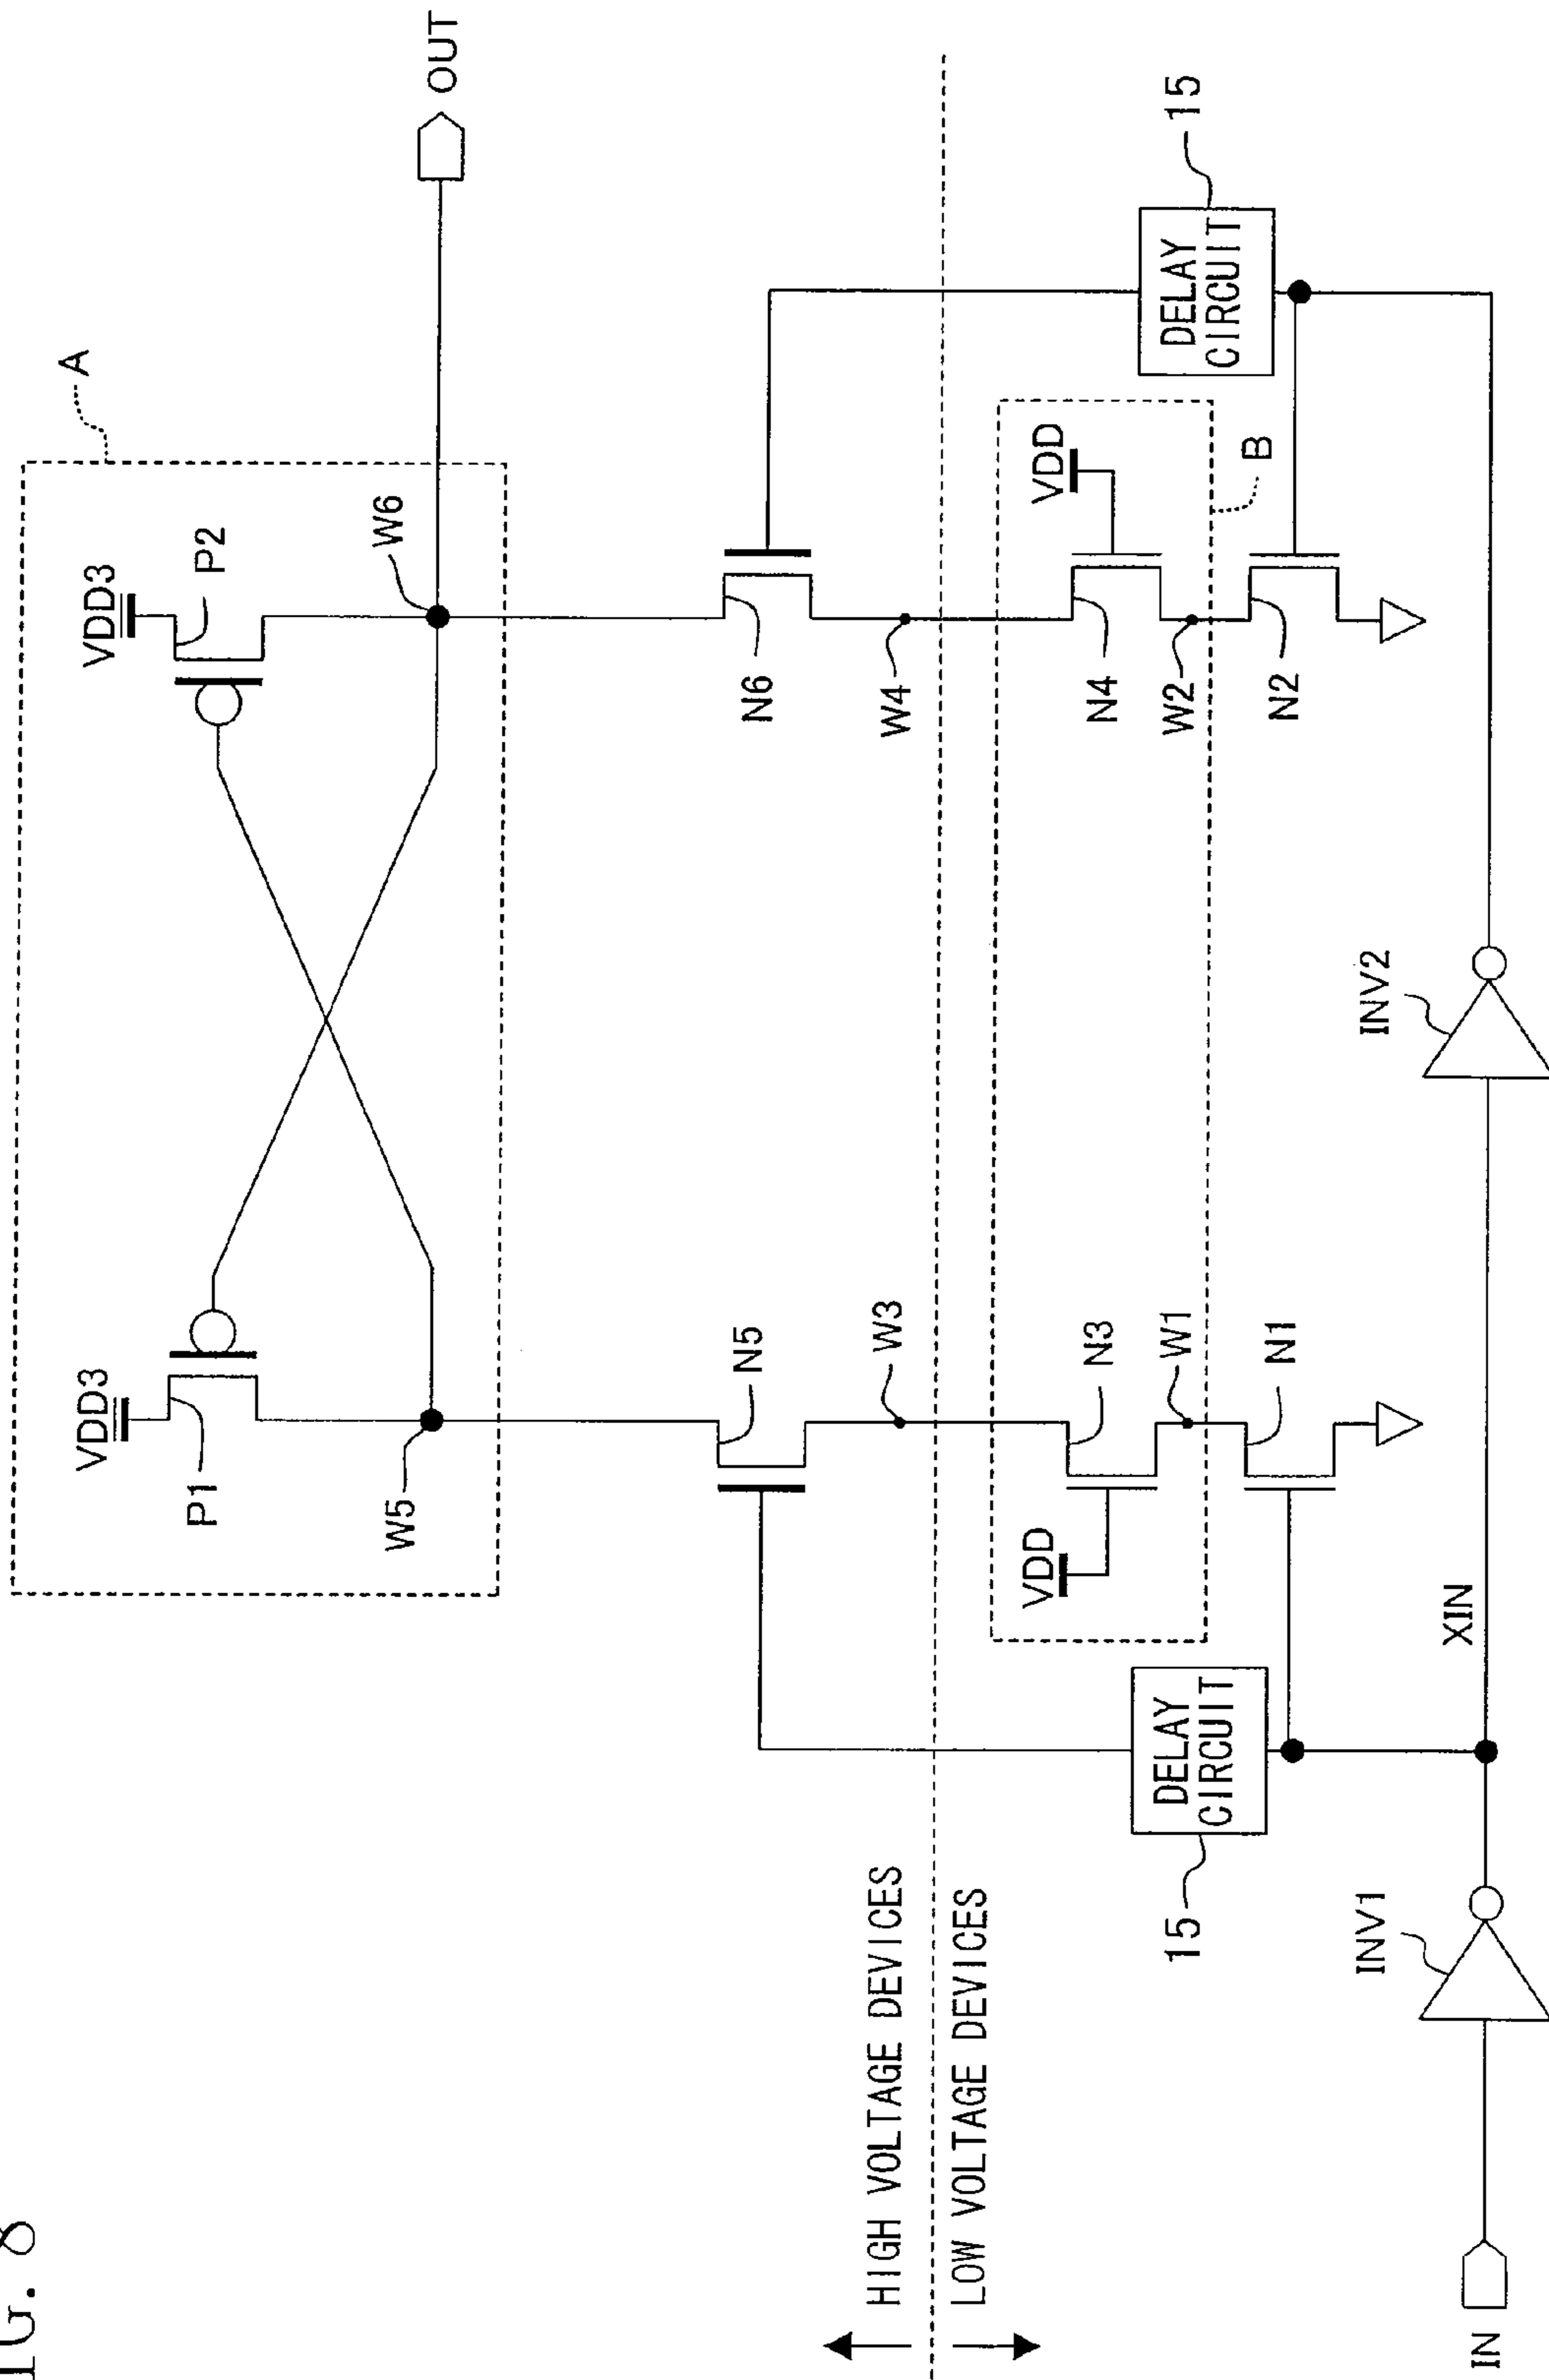 FIG. 8
A
VDD3
VDD3
P1
P2
W5
W6
OUT
N5
N6
HIGH VOLTAGE DEVICES
W3
W4
LOW VOLTAGE DEVICES
VDD
VDD
N3
N4
15
DELAY
CIRCUIT
DELAY
CIRCUIT
15
W1
W2
B
N1
N2
INV1
INV2
XIN
IN